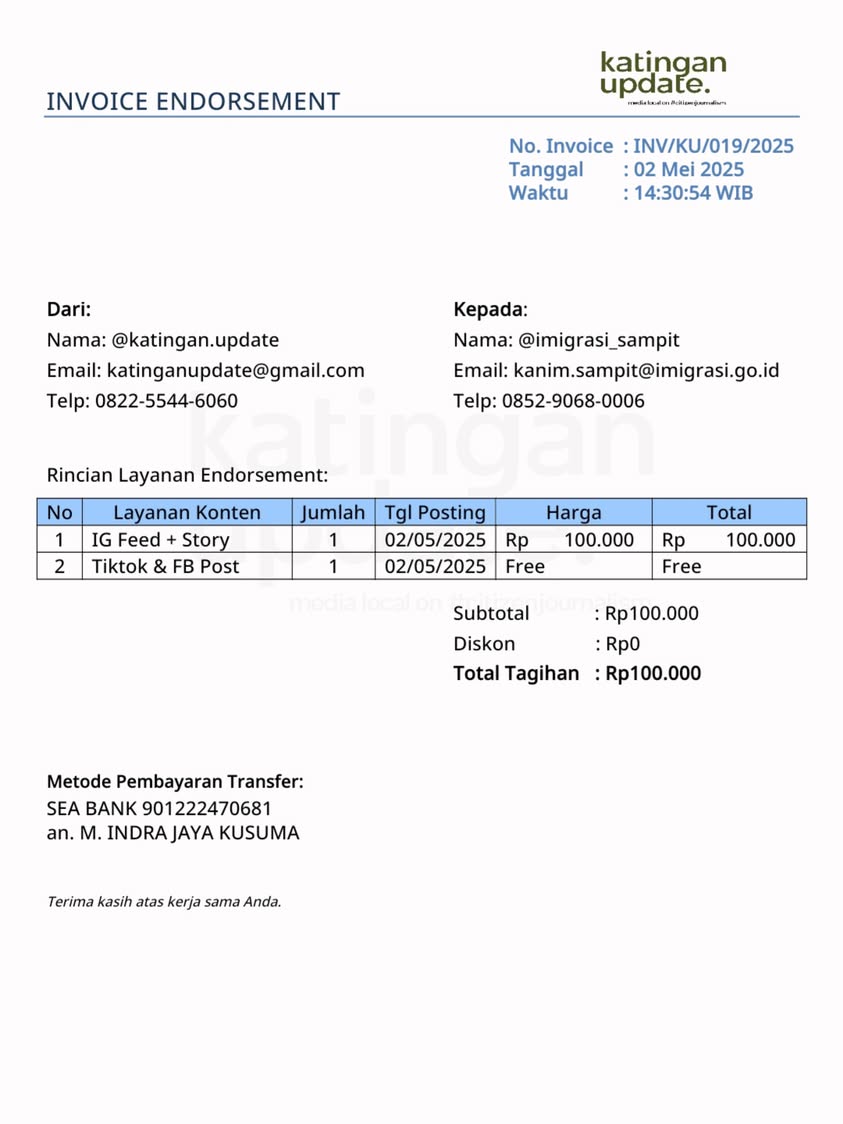 katingan
update.
media local on #citizenjournalism
INVOICE ENDORSEMENT
No. Invoice : INV/KU/019/2025
Tanggal : 02 Mei 2025
Waktu : 14:30:54 WIB
Dari:
Nama: @katingan.update
Email: katinganupdate@gmail.com
Telp: 0822-5544-6060
Kepada:
Nama: @imigrasi_sampit
Email: kanim.sampit@imigrasi.go.id
Telp: 0852-9068-0006
katingan
update.
media local on #citizenjournalism
Rincian Layanan Endorsement:
No Layanan Konten Jumlah Tgl Posting Harga Total
1 IG Feed + Story 1 02/05/2025 Rp 100.000 Rp 100.000
2 Tiktok & FB Post 1 02/05/2025 Free Free
Subtotal : Rp100.000
Diskon : Rp0
Total Tagihan : Rp100.000
Metode Pembayaran Transfer:
SEA BANK 901222470681
an. M. INDRA JAYA KUSUMA
Terima kasih atas kerja sama Anda.